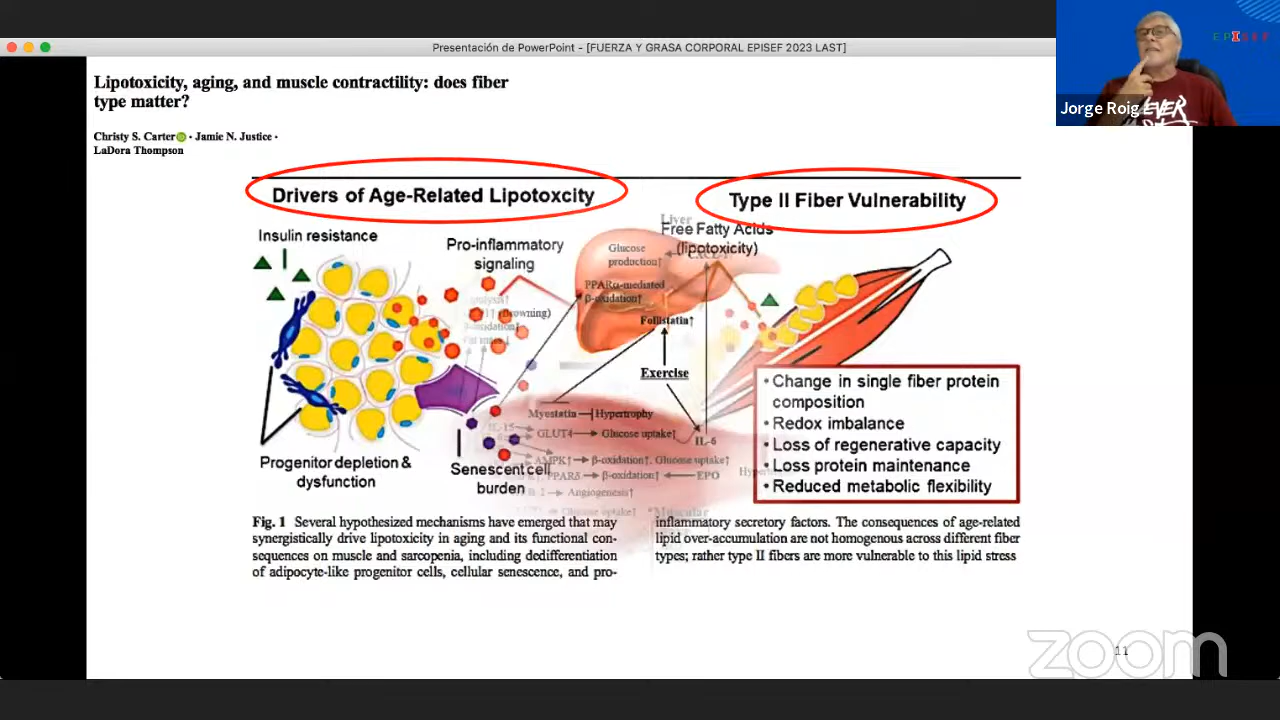 Presentación de PowerPoint - [FUERZA Y GRASA CORPORAL EPISEF 2023 LAST]
EPISEF
Jorge Roig
EVER
Lipotoxicity, aging, and muscle contractility: does fiber
type matter?
Christy S. Carter · Jamie N. Justice ·
LaDora Thompson
Drivers of Age-Related Lipotoxcity
Type II Fiber Vulnerability
Insulin resistance
Pro-inflammatory
signaling
Liver
Free Fatty Acids
(lipotoxicity)
Glucose
production↑
PPARα-mediated
β-oxidation↑
Follistatin↑
Exercise
Myostatin
Hypertrophy
IL-15
GLUT4
Glucose uptake↑
IL-6
AMPK↑
β-oxidation↑, Glucose uptake↑
PPARδ
β-oxidation↑
EPO
Angiogenesis↑
Glucose uptake↑
Progenitor depletion &
dysfunction
Senescent cell
burden
• Change in single fiber protein
composition
• Redox imbalance
• Loss of regenerative capacity
• Loss protein maintenance
• Reduced metabolic flexibility
Fig. 1 Several hypothesized mechanisms have emerged that may
synergistically drive lipotoxicity in aging and its functional con-
sequences on muscle and sarcopenia, including dedifferentiation
of adipocyte-like progenitor cells, cellular senescence, and pro-
inflammatory secretory factors. The consequences of age-related
lipid over-accumulation are not homogenous across different fiber
types; rather type II fibers are more vulnerable to this lipid stress
11
zoom